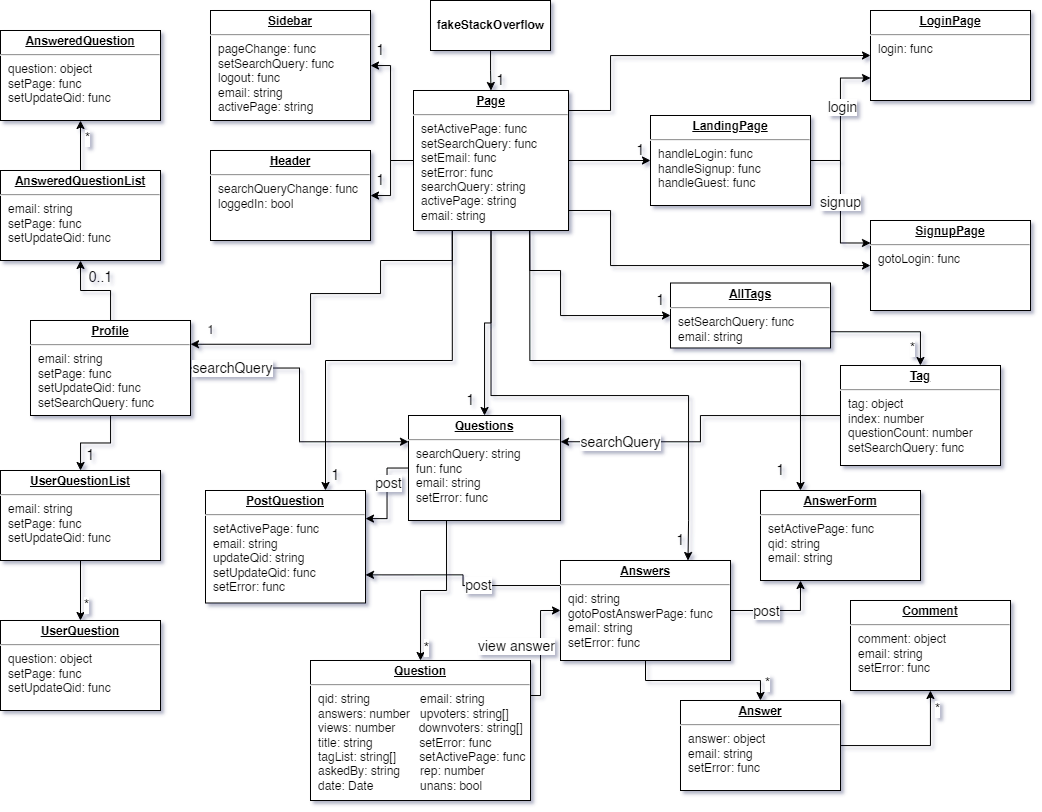 fakeStackOverflow
1
Sidebar
pageChange: func
setSearchQuery: func
logout: func
email: string
activePage: string
1
Header
searchQueryChange: func
loggedIn: bool
1
Page
setActivePage: func
setSearchQuery: func
setEmail: func
setError: func
searchQuery: string
activePage: string
email: string
LoginPage
login: func
login
LandingPage
handleLogin: func
handleSignup: func
handleGuest: func
1
signup
SignupPage
gotoLogin: func
AnsweredQuestion
question: object
setPage: func
setUpdateQid: func
*
AnsweredQuestionList
email: string
setPage: func
setUpdateQid: func
0..1
Profile
email: string
setPage: func
setUpdateQid: func
setSearchQuery: func
1
searchQuery
1
UserQuestionList
email: string
setPage: func
setUpdateQid: func
*
UserQuestion
question: object
setPage: func
setUpdateQid: func
AllTags
setSearchQuery: func
email: string
1
*
Tag
tag: object
index: number
questionCount: number
setSearchQuery: func
searchQuery
1
Questions
searchQuery: string
fun: func
email: string
setError: func
post
1
PostQuestion
setActivePage: func
email: string
updateQid: string
setUpdateQid: func
setError: func
post
1
Answers
qid: string
gotoPostAnswerPage: func
email: string
setError: func
post
1
AnswerForm
setActivePage: func
qid: string
email: string
view answer
*
Question
qid: string email: string
answers: number upvoters: string[]
views: number downvoters: string[]
title: string setError: func
tagList: string[] setActivePage: func
askedBy: string rep: number
date: Date unans: bool
*
Answer
answer: object
email: string
setError: func
*
Comment
comment: object
email: string
setError: func